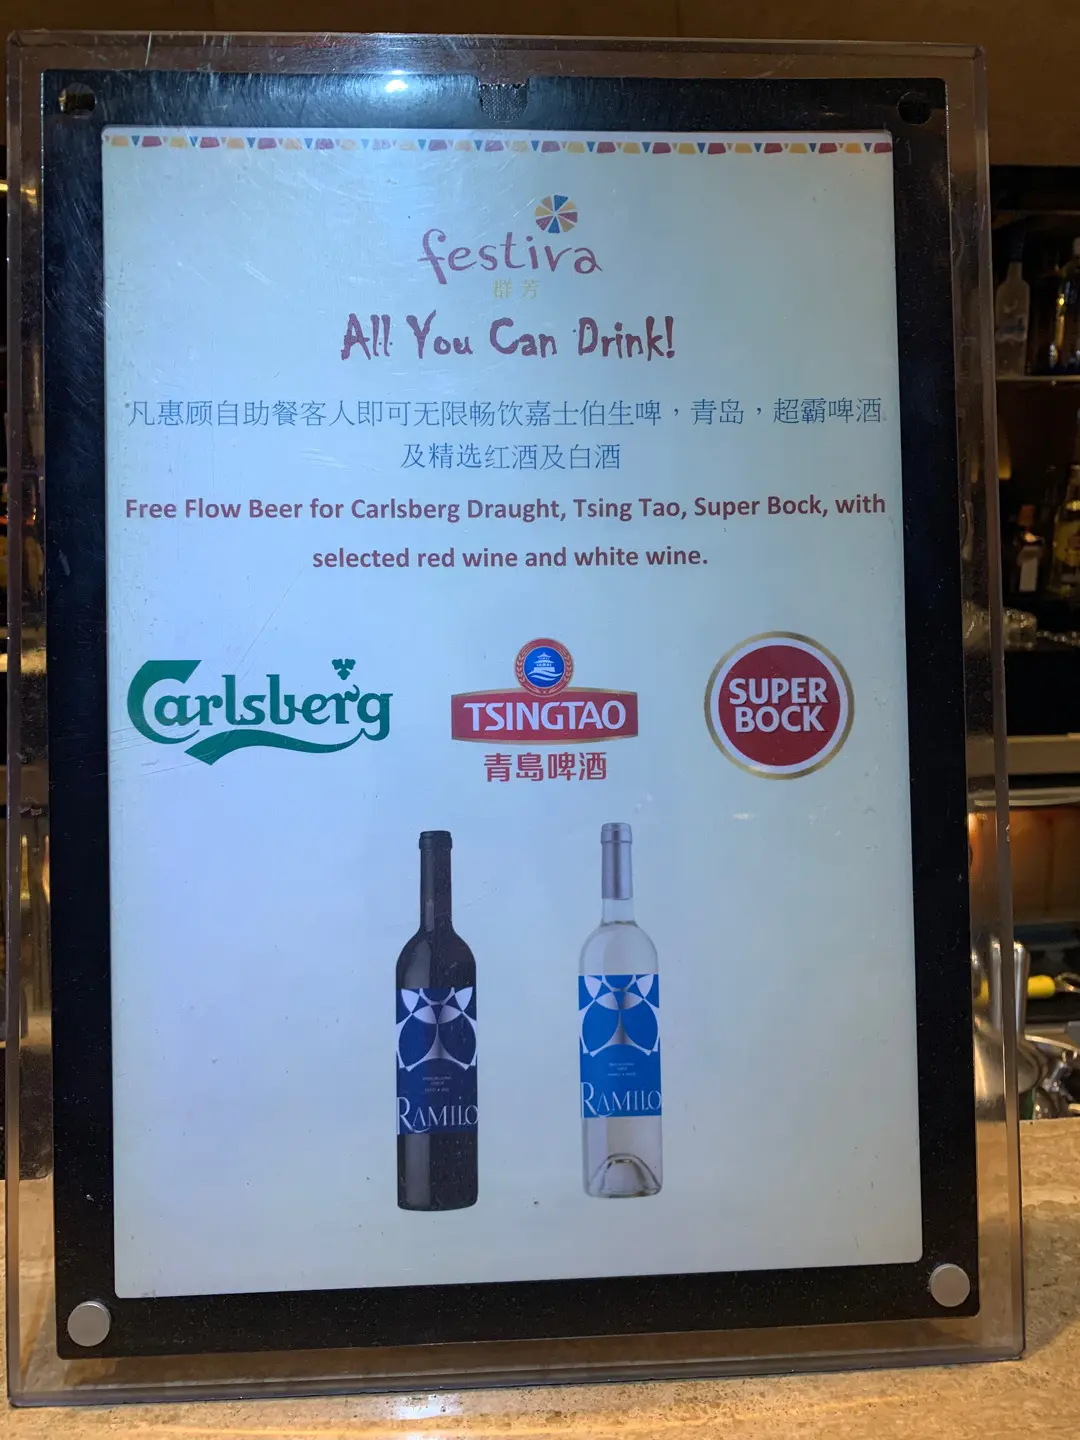 festiva
群芳
All You Can Drink!
凡惠顾自助餐客人即可无限畅饮嘉士伯生啤，青岛，超霸啤酒
及精选红酒及白酒
Free Flow Beer for Carlsberg Draught, Tsing Tao, Super Bock, with
selected red wine and white wine.
Carlsberg
TSINGTAO
青島啤酒
SUPER
BOCK
RAMILO
RAMILO